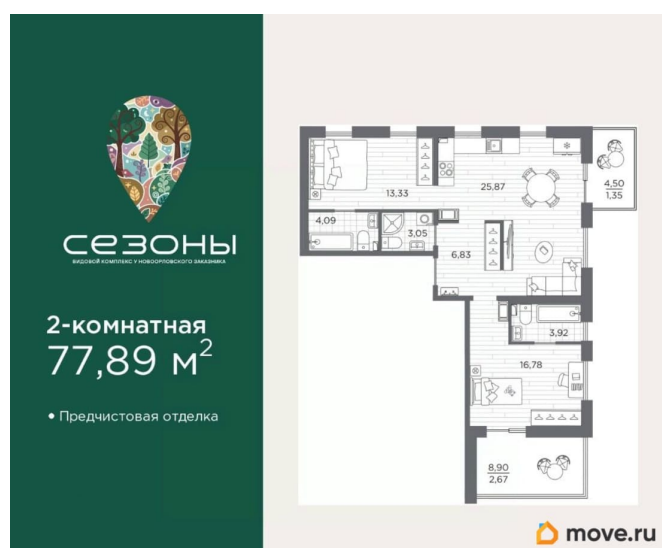 сезоны
ВИДОВОЙ КОМПЛЕКС У НОВООРЛОВСКОГО ЗАКАЗНИКА
2-комнатная
77,89 м²
• Предчистовая отделка
13,33
25,87
4,50
1,35
4,09
3,05
6,83
3,92
16,78
8,90
2,67
move.ru